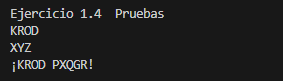 Ejercicio 1.4  Pruebas
KROD
XYZ
¡KROD PXQGR!